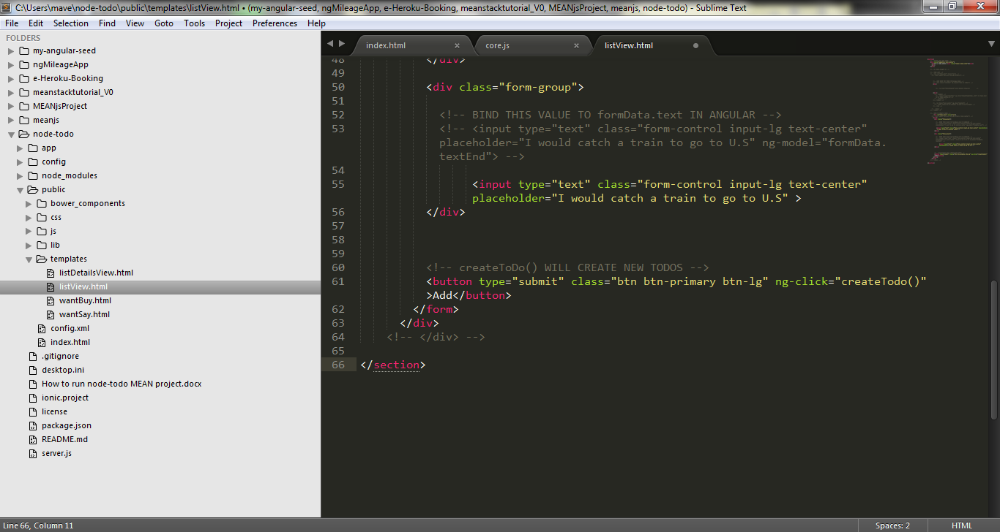 C:\Users\mave\node-todo\public\templates\listView.html • (my-angular-seed, ngMileageApp, e-Heroku-Booking, meanstacktutorial_V0, MEANjsProject, meanjs, node-todo) - Sublime Text
File Edit Selection Find View Goto Tools Project Preferences Help
FOLDERS
my-angular-seed
ngMileageApp
e-Heroku-Booking
meanstacktutorial_V0
MEANjsProject
meanjs
node-todo
app
config
node_modules
public
bower_components
css
js
lib
templates
listDetailsView.html
listView.html
wantBuy.html
wantSay.html
config.xml
index.html
.gitignore
desktop.ini
How to run node-todo MEAN project.docx
ionic.project
license
package.json
README.md
server.js
index.html × core.js × listView.html
48 </div>
49
50 <div class="form-group">
51
52 <!-- BIND THIS VALUE TO formData.text IN ANGULAR -->
53 <!-- <input type="text" class="form-control input-lg text-center"
placeholder="I would catch a train to go to U.S" ng-model="formData.
textEnd"> -->
54
55 <input type="text" class="form-control input-lg text-center"
placeholder="I would catch a train to go to U.S" >
56 </div>
57
58
59
60 <!-- createToDo() WILL CREATE NEW TODOS -->
61 <button type="submit" class="btn btn-primary btn-lg" ng-click="createTodo()"
>Add</button>
62 </form>
63 </div>
64 <!-- </div> -->
65
66 </section>
Line 66, Column 11 Spaces: 2 HTML